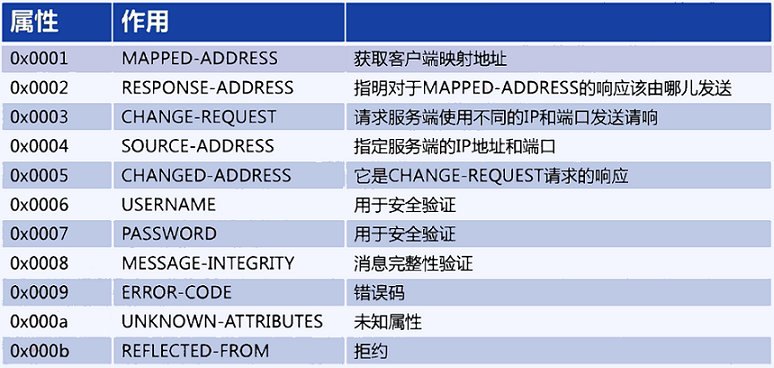 属性 作用
0x0001 MAPPED-ADDRESS 获取客户端映射地址
0x0002 RESPONSE-ADDRESS 指明对于MAPPED-ADDRESS的响应该由哪儿发送
0x0003 CHANGE-REQUEST 请求服务端使用不同的IP和端口发送请响
0x0004 SOURCE-ADDRESS 指定服务端的IP地址和端口
0x0005 CHANGED-ADDRESS 它是CHANGE-REQUEST请求的响应
0x0006 USERNAME 用于安全验证
0x0007 PASSWORD 用于安全验证
0x0008 MESSAGE-INTEGRITY 消息完整性验证
0x0009 ERROR-CODE 错误码
0x000a UNKNOWN-ATTRIBUTES 未知属性
0x000b REFLECTED-FROM 拒约